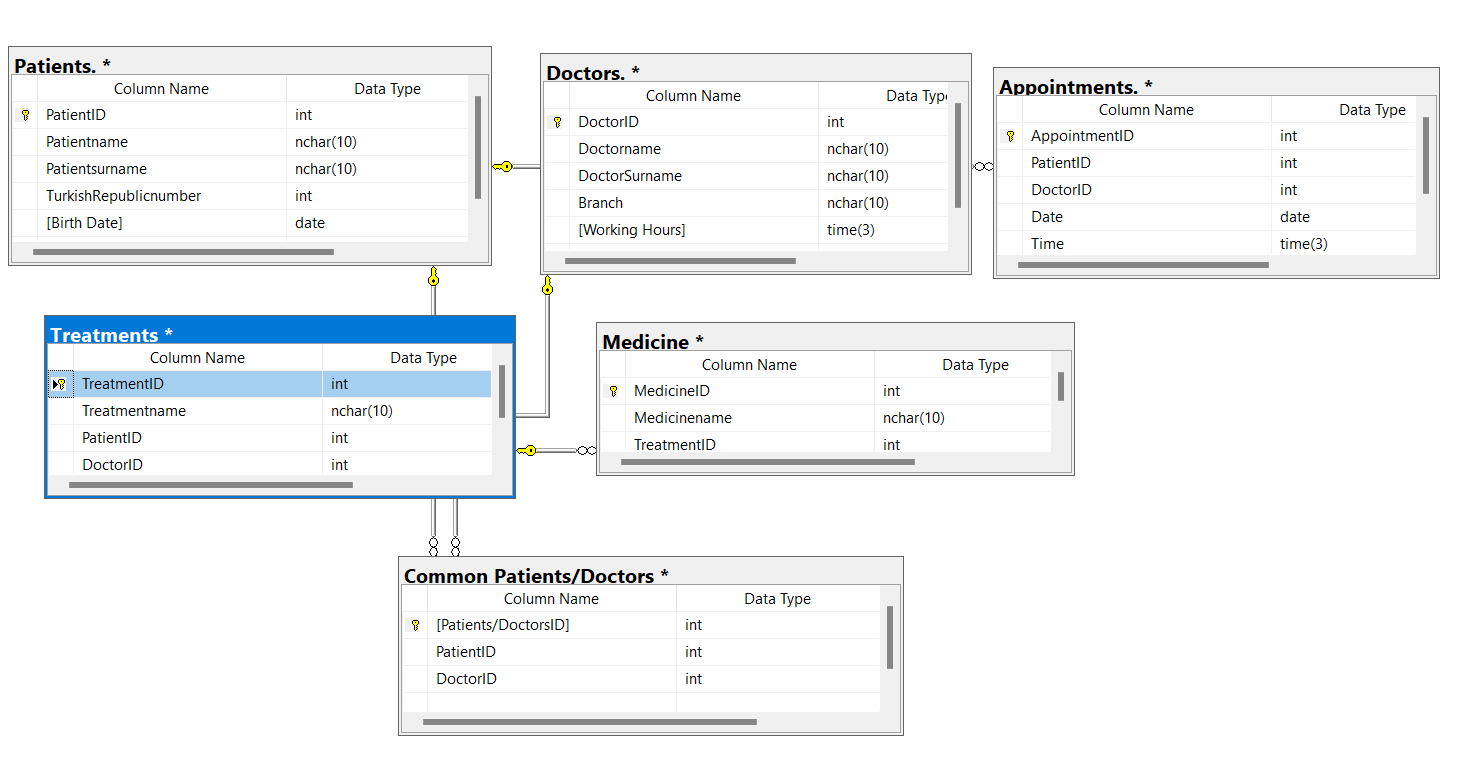 Patients. *
Column Name Data Type
PatientID int
Patientname nchar(10)
Patientsurname nchar(10)
TurkishRepublicnumber int
[Birth Date] date
Doctors. *
Column Name Data Type
DoctorID int
Doctorname nchar(10)
DoctorSurname nchar(10)
Branch nchar(10)
[Working Hours] time(3)
Appointments. *
Column Name Data Type
AppointmentID int
PatientID int
DoctorID int
Date date
Time time(3)
Treatments *
Column Name Data Type
TreatmentID int
Treatmentname nchar(10)
PatientID int
DoctorID int
Medicine *
Column Name Data Type
MedicineID int
Medicinename nchar(10)
TreatmentID int
Common Patients/Doctors *
Column Name Data Type
[Patients/DoctorsID] int
PatientID int
DoctorID int